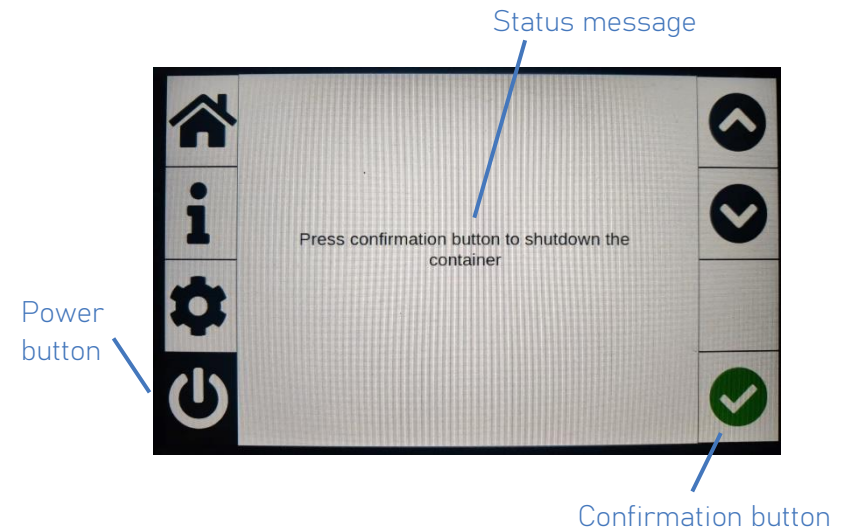 Status message
Press confirmation button to shutdown the
container
Power
button
Confirmation button